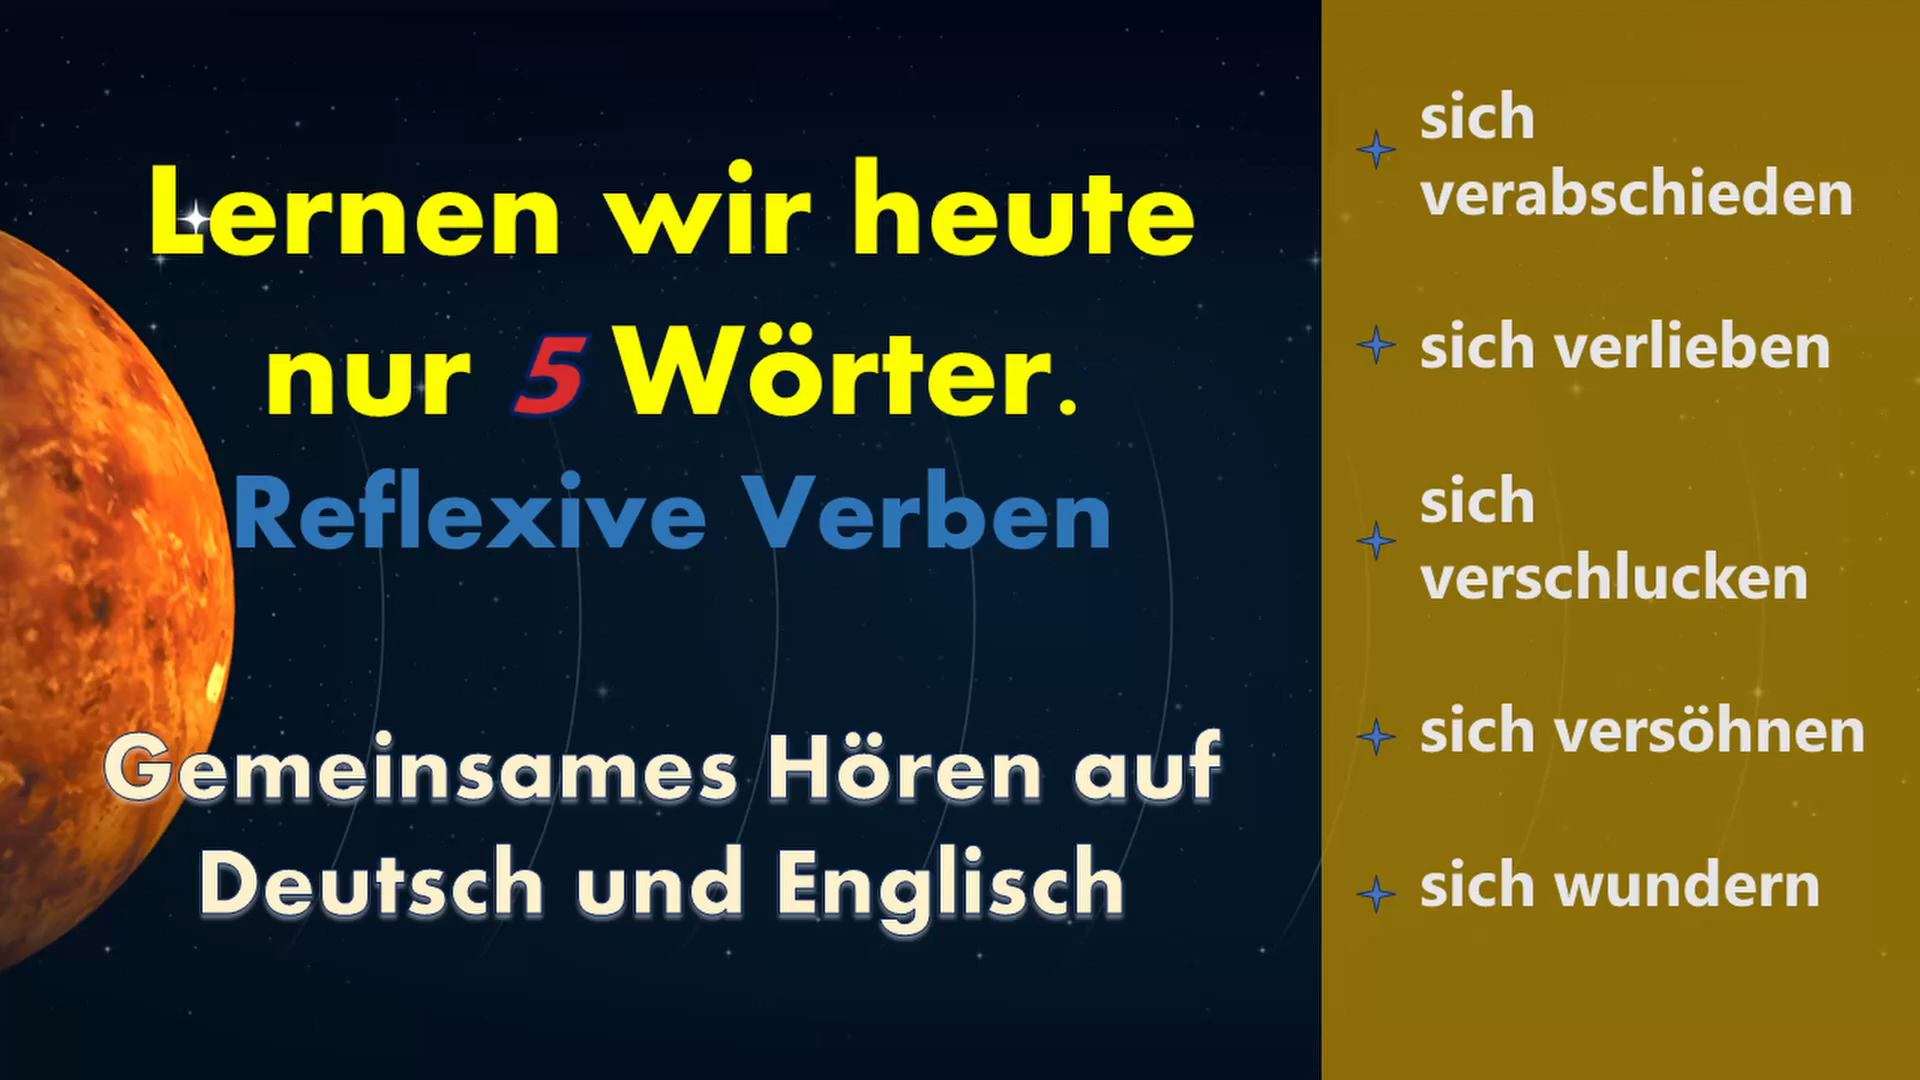 Lernen wir heute
nur 5 Wörter.
Reflexive Verben
Gemeinsames Hören auf
Deutsch und Englisch
sich
verabschieden
sich verlieben
sich
verschlucken
sich versöhnen
sich wundern